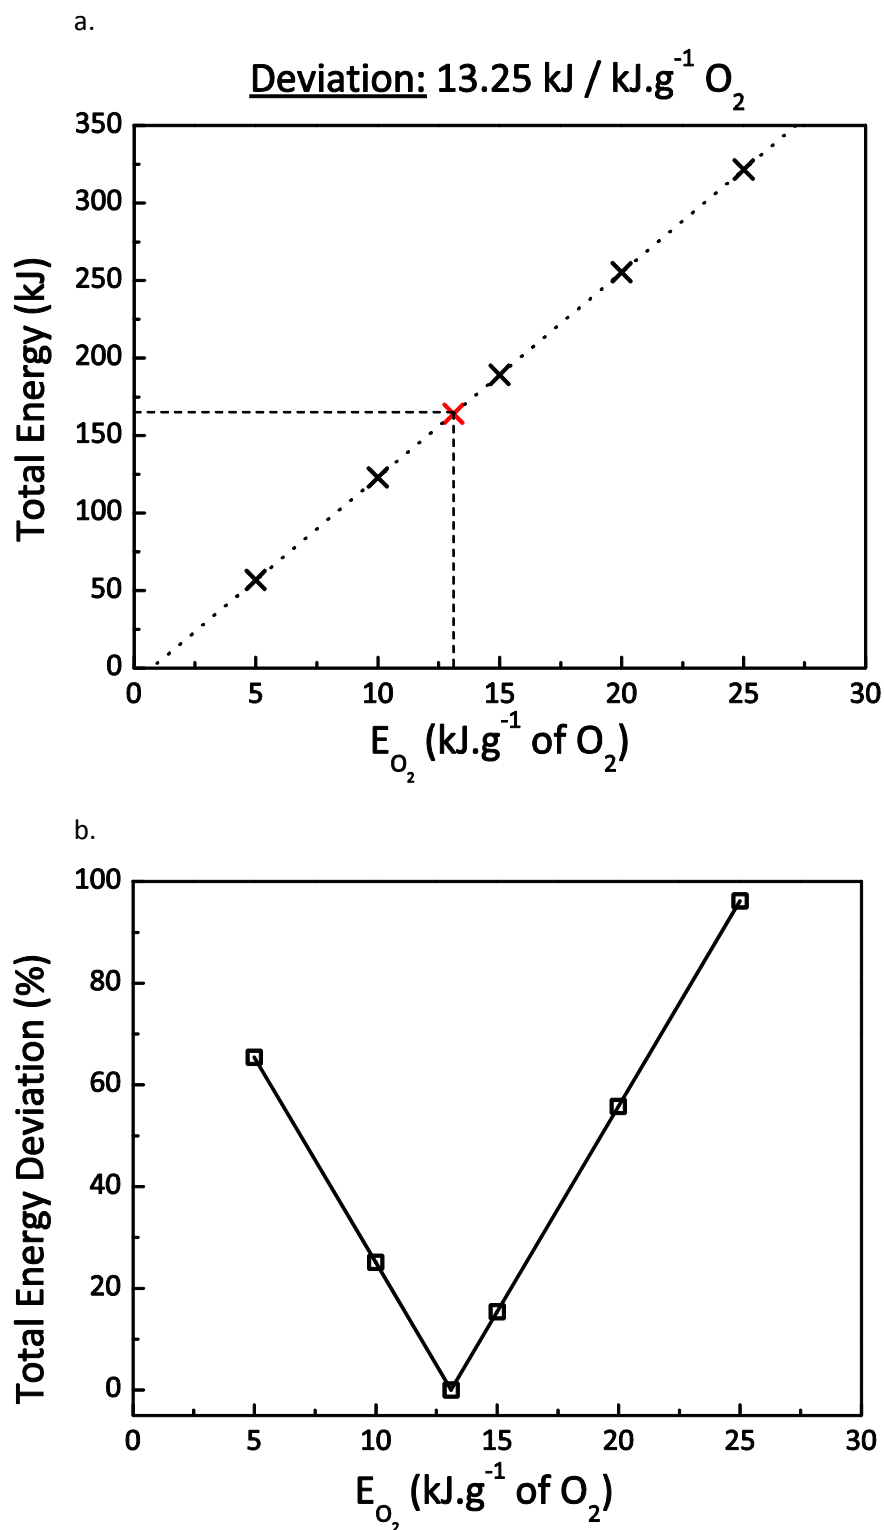 a.
Deviation: 13.25 kJ / kJ.g⁻¹ O₂
350
300
250
200
150
100
50
0
Total Energy (kJ)
0 5 10 15 20 25 30
E_O₂ (kJ.g⁻¹ of O₂)
b.
100
80
60
40
20
0
Total Energy Deviation (%)
0 5 10 15 20 25 30
E_O₂ (kJ.g⁻¹ of O₂)